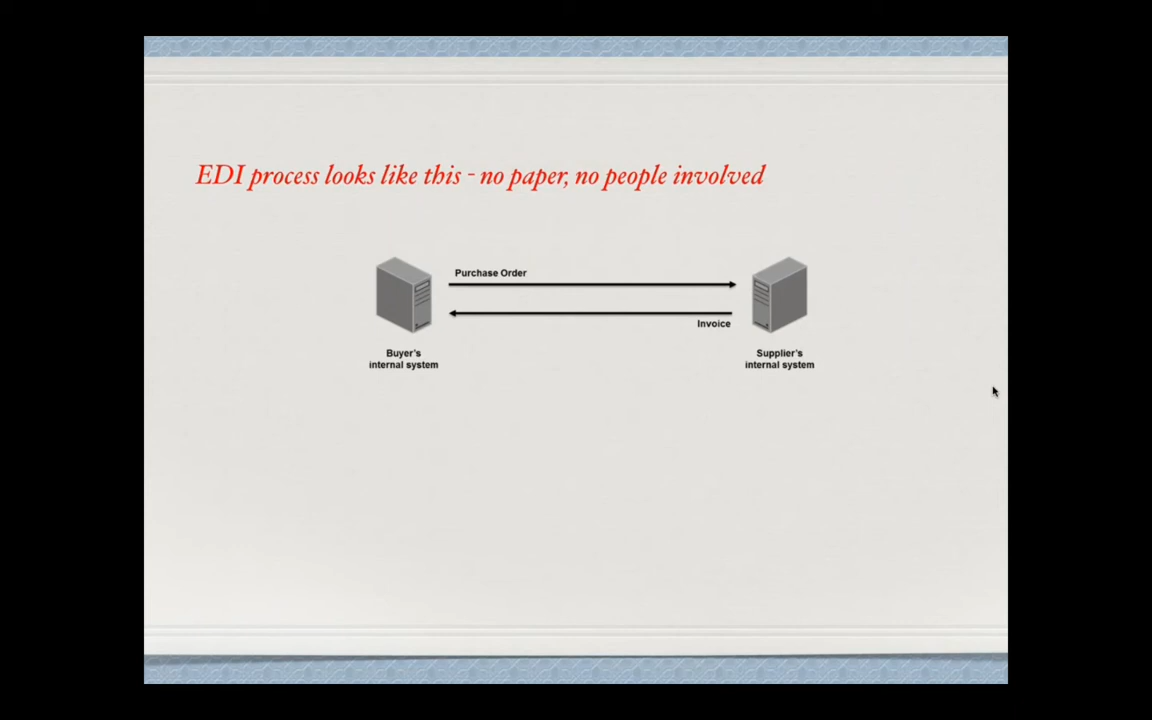 EDI process looks like this - no paper, no people involved
Purchase Order
Invoice
Buyer's
internal system
Supplier's
internal system